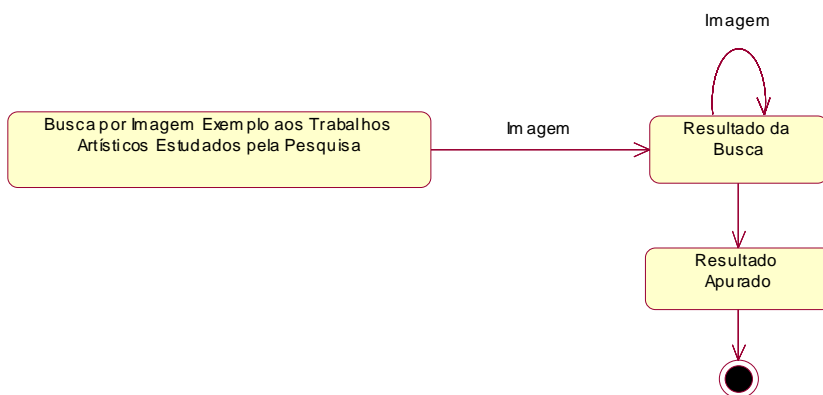 Imagem
Busca por Imagem Exemplo aos Trabalhos
Artísticos Estudados pela Pesquisa
Imagem
Resultado da
Busca
Resultado
Apurado